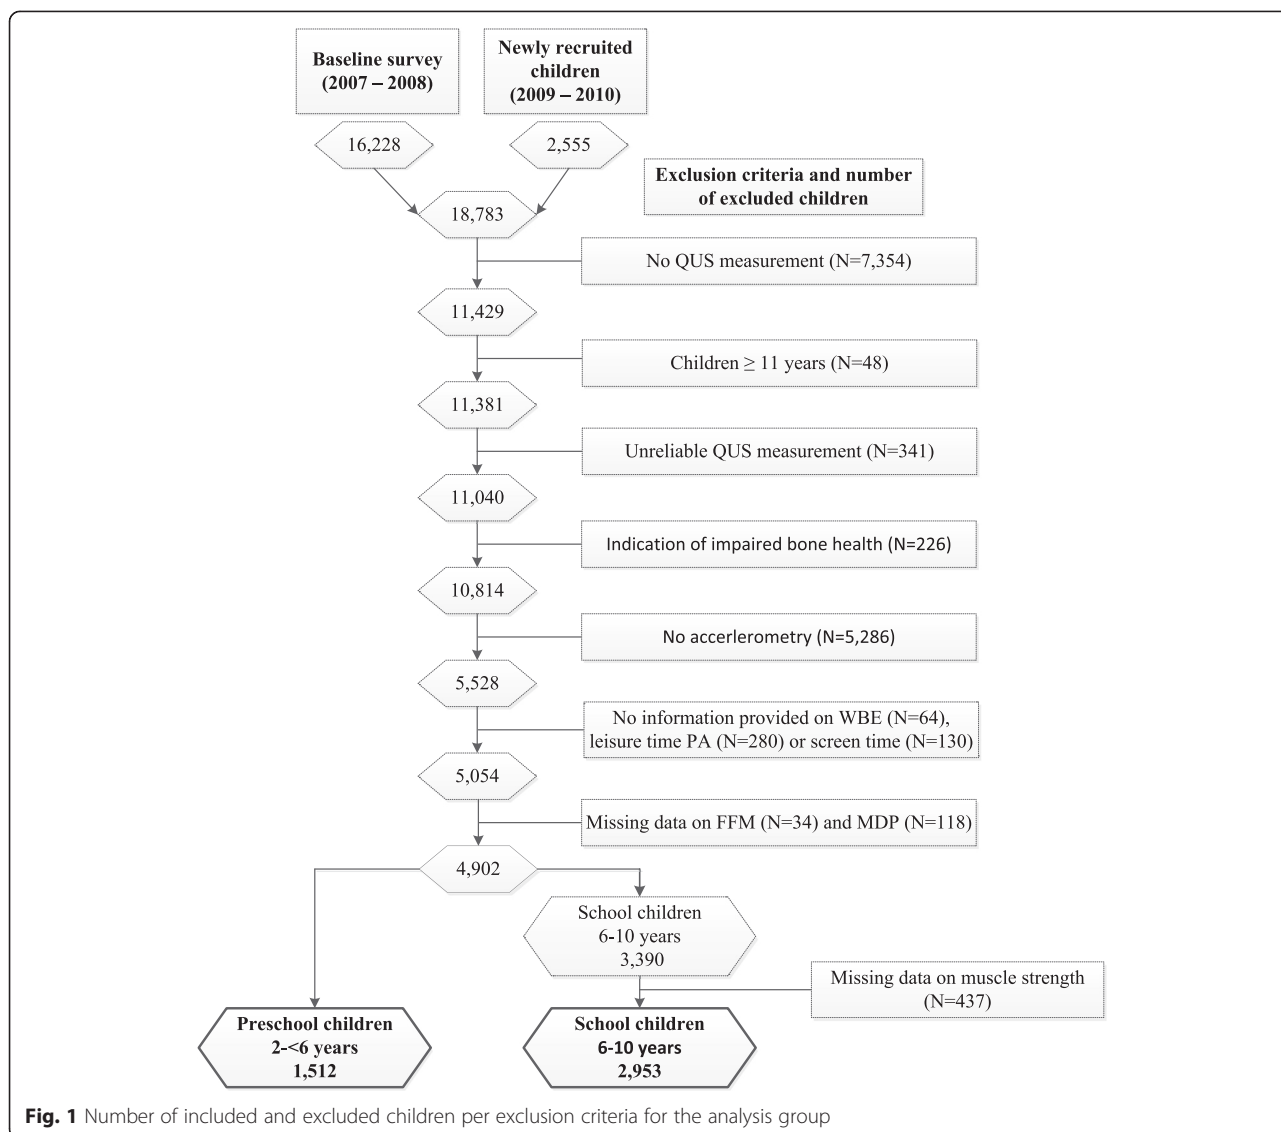 Baseline survey
(2007 – 2008)
Newly recruited
children
(2009 – 2010)
16,228
2,555
Exclusion criteria and number
of excluded children
18,783
No QUS measurement (N=7,354)
11,429
Children ≥ 11 years (N=48)
11,381
Unreliable QUS measurement (N=341)
11,040
Indication of impaired bone health (N=226)
10,814
No accerlerometry (N=5,286)
5,528
No information provided on WBE (N=64),
leisure time PA (N=280) or screen time (N=130)
5,054
Missing data on FFM (N=34) and MDP (N=118)
4,902
School children
6-10 years
3,390
Missing data on muscle strength
(N=437)
Preschool children
2-<6 years
1,512
School children
6-10 years
2,953
Fig. 1 Number of included and excluded children per exclusion criteria for the analysis group